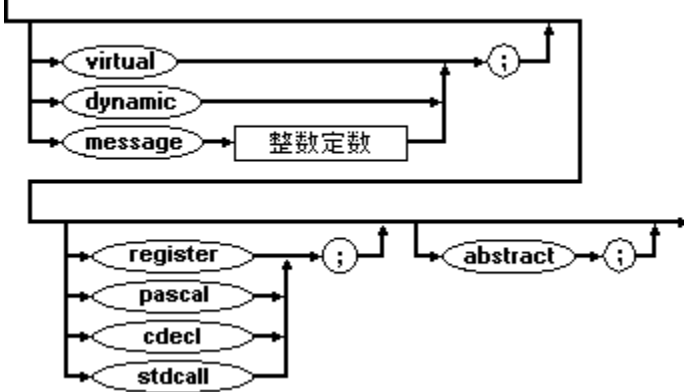 virtual
;
dynamic
message
整数定数
register
;
abstract
;
pascal
cdecl
stdcall